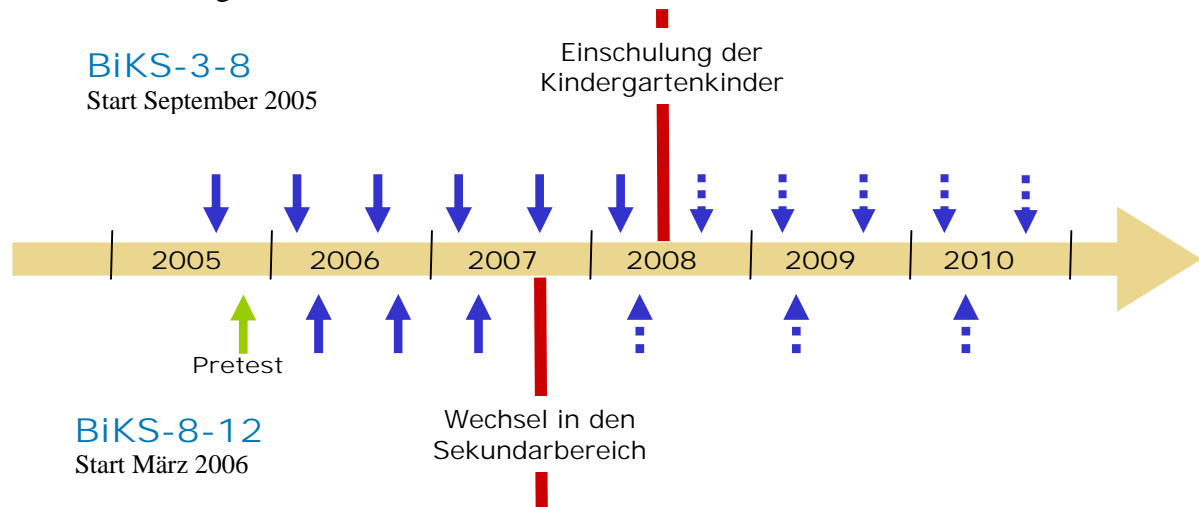 BiKS-3-8
Start September 2005
Einschulung der
Kindergartenkinder
2005 2006 2007 2008 2009 2010
Pretest
BiKS-8-12
Start März 2006
Wechsel in den
Sekundarbereich